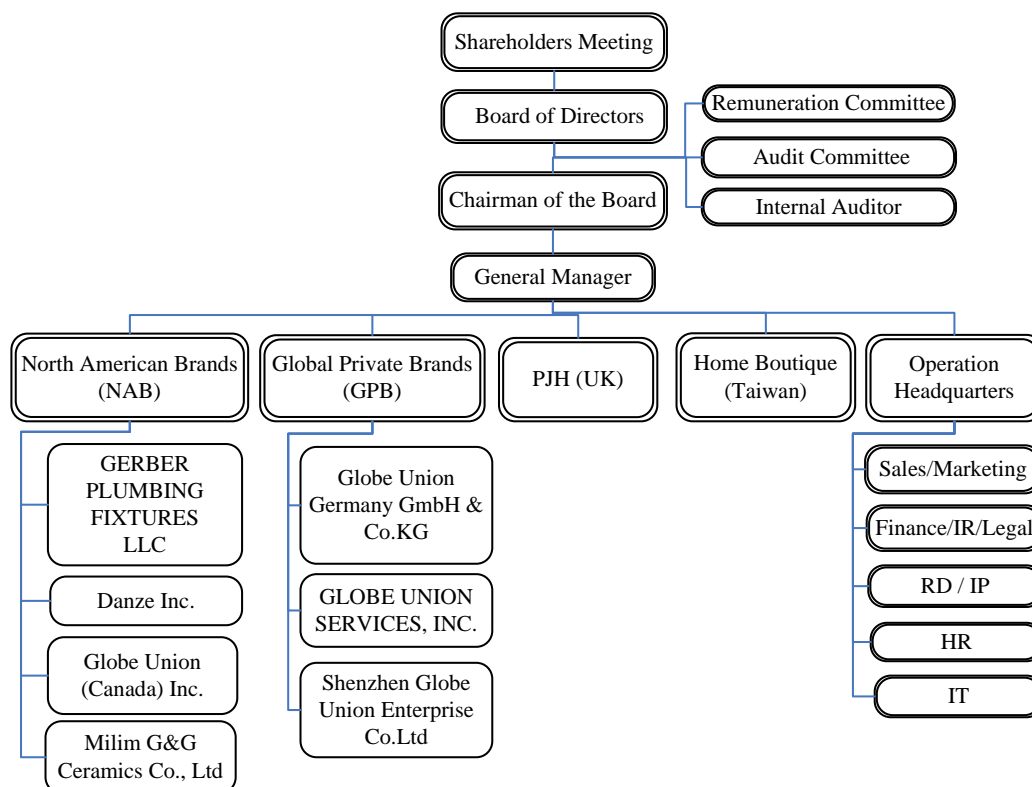 Shareholders Meeting
Board of Directors
Remuneration Committee
Audit Committee
Internal Auditor
Chairman of the Board
General Manager
North American Brands
(NAB)
Global Private Brands
(GPB)
PJH (UK)
Home Boutique
(Taiwan)
Operation
Headquarters
GERBER
PLUMBING
FIXTURES
LLC
Danze Inc.
Globe Union
(Canada) Inc.
Milim G&G
Ceramics Co., Ltd
Globe Union
Germany GmbH &
Co.KG
GLOBE UNION
SERVICES, INC.
Shenzhen Globe
Union Enterprise
Co.Ltd
Sales/Marketing
Finance/IR/Legal
RD / IP
HR
IT